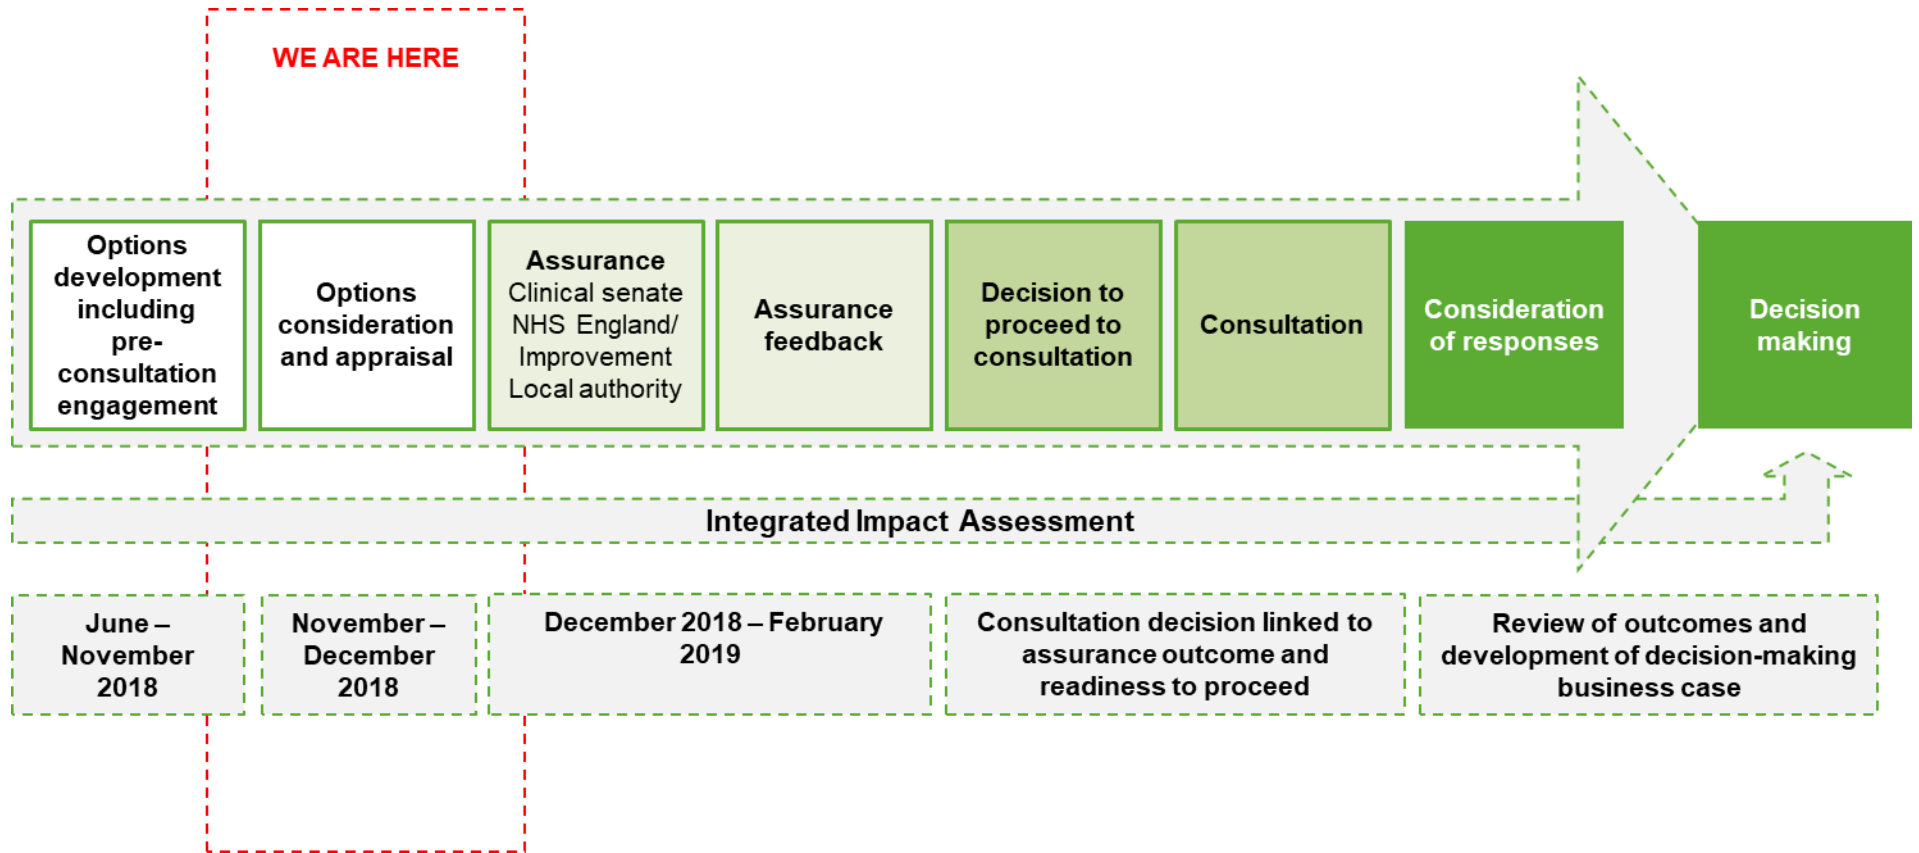 WE ARE HERE
Options
development
including
pre-
consultation
engagement
Options
consideration
and appraisal
Assurance
Clinical senate
NHS England/
Improvement
Local authority
Assurance
feedback
Decision to
proceed to
consultation
Consultation
Consideration
of responses
Decision
making
Integrated Impact Assessment
June –
November
2018
November –
December
2018
December 2018 – February
2019
Consultation decision linked to
assurance outcome and
readiness to proceed
Review of outcomes and
development of decision-making
business case